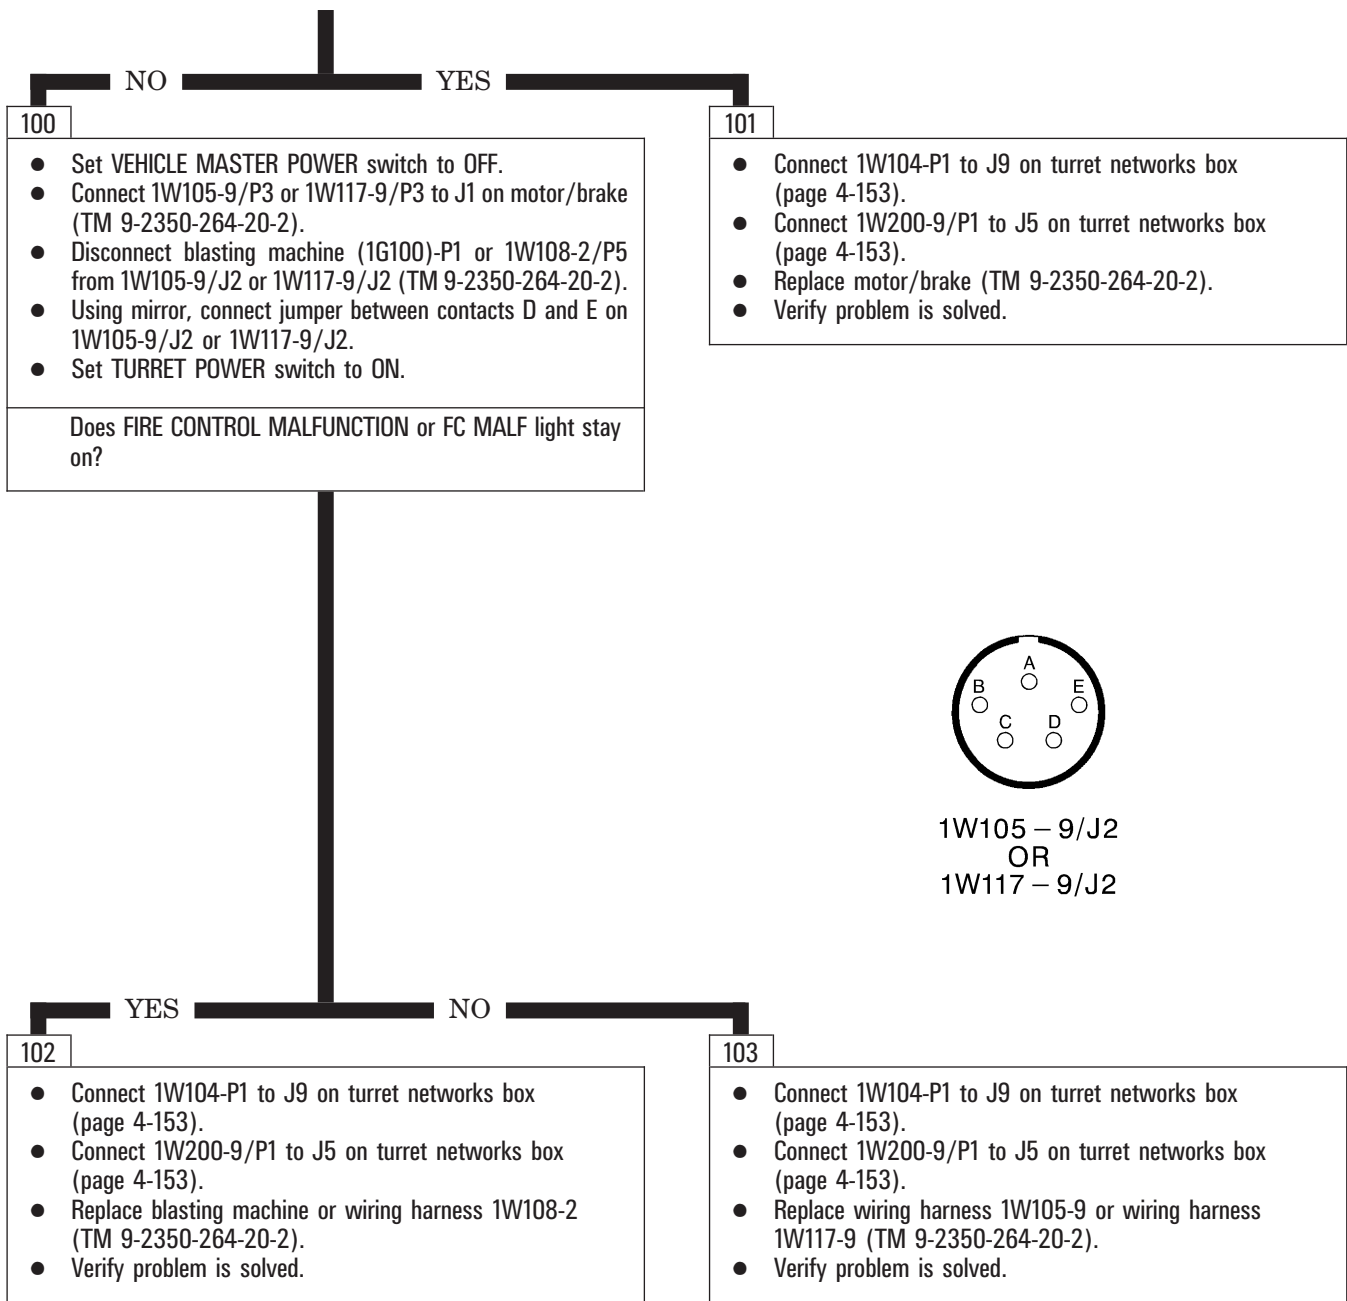 NO
YES
100
● Set VEHICLE MASTER POWER switch to OFF.
● Connect 1W105-9/P3 or 1W117-9/P3 to J1 on motor/brake
(TM 9-2350-264-20-2).
● Disconnect blasting machine (1G100)-P1 or 1W108-2/P5
from 1W105-9/J2 or 1W117-9/J2 (TM 9-2350-264-20-2).
● Using mirror, connect jumper between contacts D and E on
1W105-9/J2 or 1W117-9/J2.
● Set TURRET POWER switch to ON.
Does FIRE CONTROL MALFUNCTION or FC MALF light stay
on?
101
● Connect 1W104-P1 to J9 on turret networks box
(page 4-153).
● Connect 1W200-9/P1 to J5 on turret networks box
(page 4-153).
● Replace motor/brake (TM 9-2350-264-20-2).
● Verify problem is solved.
A
B
E
C
D
1W105 – 9/J2
OR
1W117 – 9/J2
YES
NO
102
● Connect 1W104-P1 to J9 on turret networks box
(page 4-153).
● Connect 1W200-9/P1 to J5 on turret networks box
(page 4-153).
● Replace blasting machine or wiring harness 1W108-2
(TM 9-2350-264-20-2).
● Verify problem is solved.
103
● Connect 1W104-P1 to J9 on turret networks box
(page 4-153).
● Connect 1W200-9/P1 to J5 on turret networks box
(page 4-153).
● Replace wiring harness 1W105-9 or wiring harness
1W117-9 (TM 9-2350-264-20-2).
● Verify problem is solved.